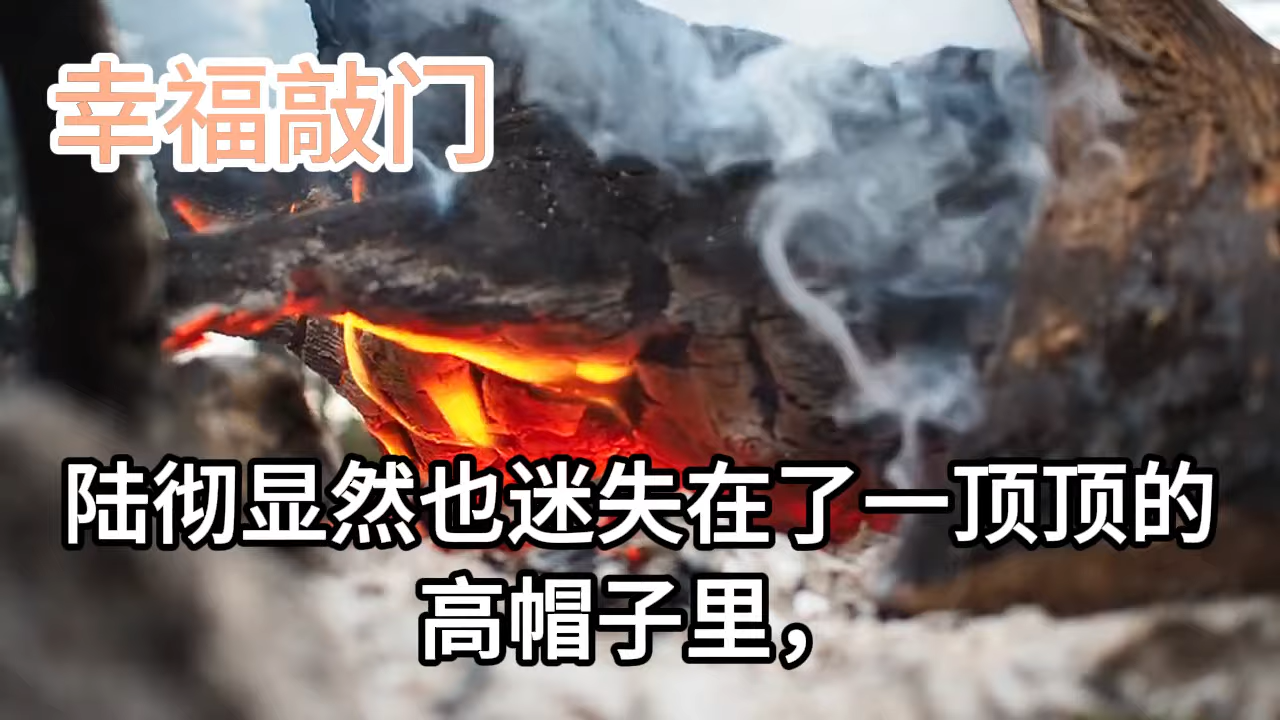 幸福敲门
陆彻显然也迷失在了一顶顶的
高帽子里，